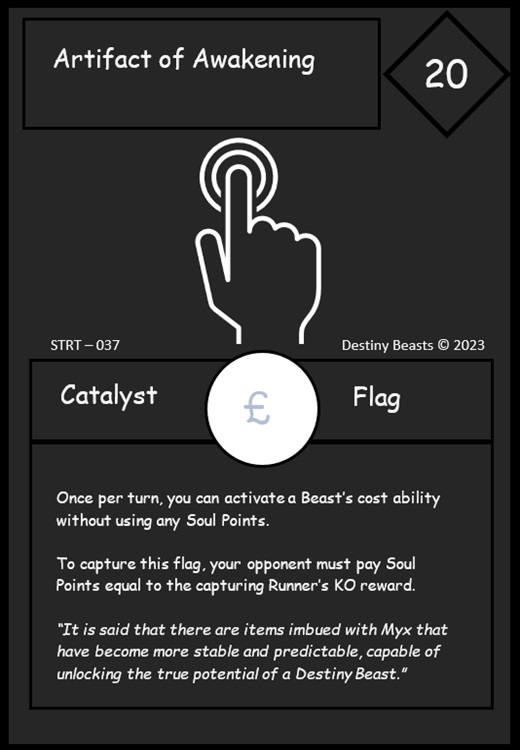 Artifact of Awakening
20
STRT – 037
Destiny Beasts © 2023
Catalyst
£
Flag
Once per turn, you can activate a Beast's cost ability
without using any Soul Points.
To capture this flag, your opponent must pay Soul
Points equal to the capturing Runner's KO reward.
"It is said that there are items imbued with Myx that
have become more stable and predictable, capable of
unlocking the true potential of a Destiny Beast."